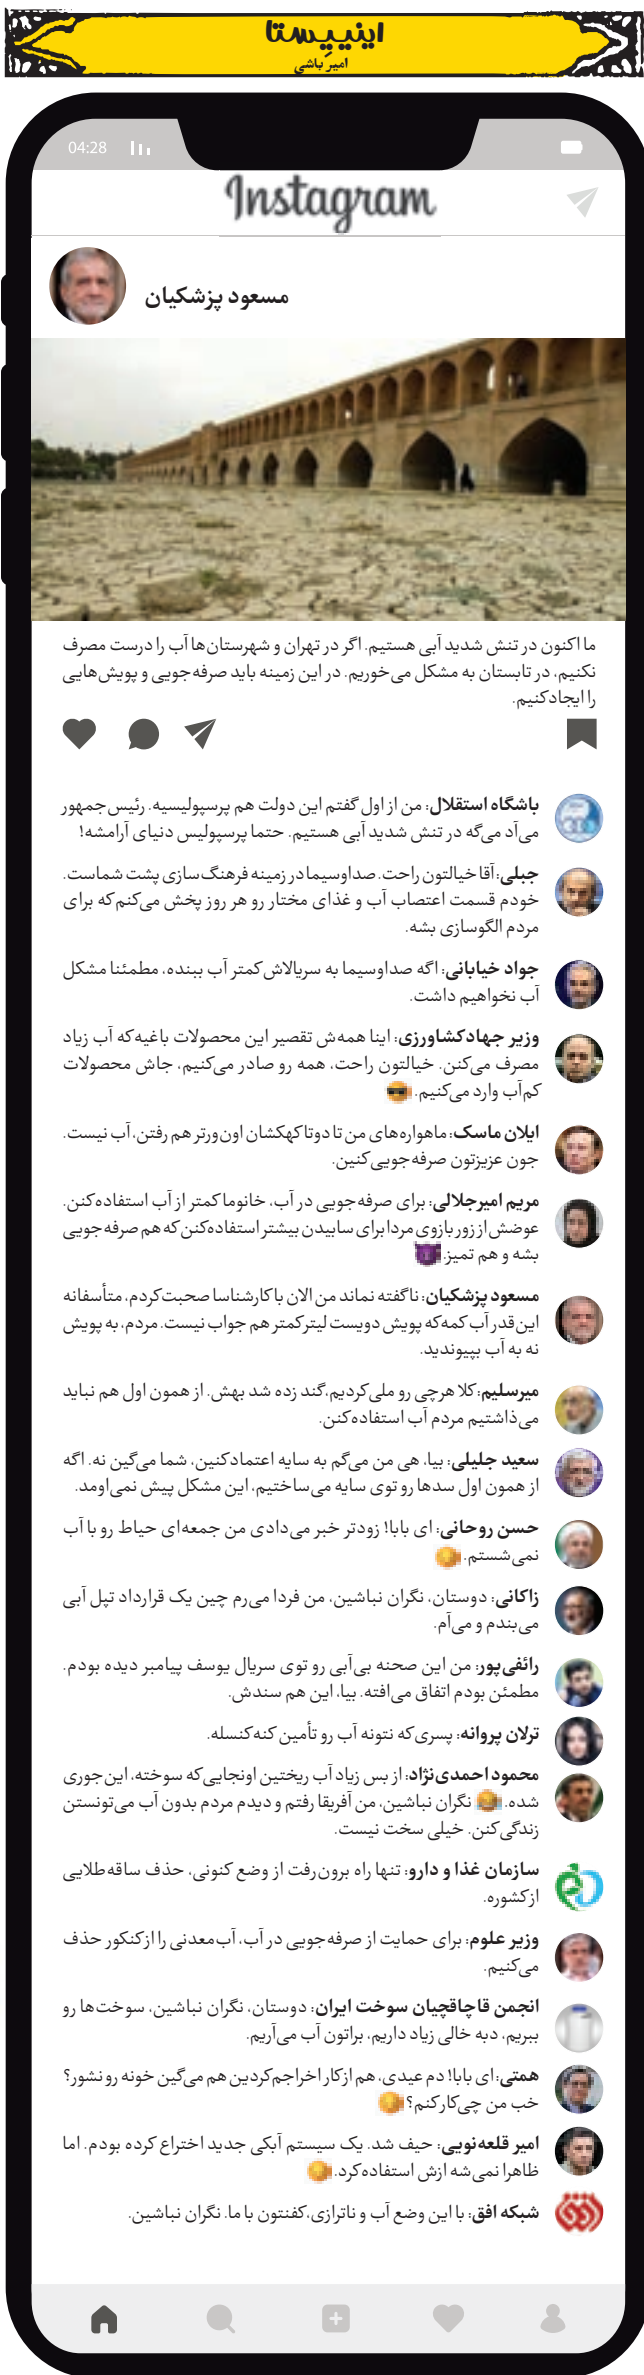 اینییستا
امیر باشی
04:28
Instagram
مسعود پزشکیان
ما اکنون در تنش شدید آبی هستیم. اگر در تهران و شهرستان‌ها آب را درست مصرف
نکنیم، در تابستان به مشکل می‌خوریم. در این زمینه باید صرفه‌جویی و پویش‌هایی
را ایجاد کنیم.
باشگاه استقلال: من از اول گفتم این دولت هم پرسپولیسیه. رئیس‌جمهور
می‌آد می‌گه در تنش شدید آبی هستیم. حتما پرسپولیس دنیای آرامشه!
جبلی: آقا خیالتون راحت. صداوسیما در زمینه فرهنگ‌سازی پشت شماست.
خودم قسمت اعتصاب آب و غذای مختار رو هر روز پخش می‌کنم که برای
مردم الگوسازی بشه.
جواد خیابانی: اگه صداوسیما به سریالاش کمتر آب ببنده، مطمئنا مشکل
آب نخواهیم داشت.
وزیر جهادکشاورزی: اینا همه‌ش تقصیر این محصولات باغیه که آب زیاد
مصرف می‌کنن. خیالتون راحت، همه رو صادر می‌کنیم، جاش محصولات
کم‌آب وارد می‌کنیم.
ایلان ماسک: ماهواره‌های من تا دوتا کهکشان اون‌ورتر هم رفتن، آب نیست.
جون عزیزتون صرفه‌جویی کنین.
مریم امیرجلالی: برای صرفه‌جویی در آب، خانوما کمتر از آب استفاده کنن.
عوضش از زور بازوی مردا برای سابیدن بیشتر استفاده کنن که هم صرفه‌جویی
بشه و هم تمیز.
مسعود پزشکیان: ناگفته نماند من الان با کارشناسا صحبت کردم، متأسفانه
این‌قدر آب کمه که پویش دویست لیتر کمتر هم جواب نیست. مردم، به پویش
نه به آب بپیوندید.
میرسلیم: کلا هرچی رو ملی کردیم، گند زده شد بهش. از همون اول هم نباید
می‌ذاشتیم مردم آب استفاده کنن.
سعید جلیلی: بیا، هی من می‌گم به سایه اعتماد کنین، شما می‌گین نه. اگه
از همون اول سدها رو توی سایه می‌ساختیم، این مشکل پیش نمی‌اومد.
حسن روحانی: ای بابا! زودتر خبر می‌دادی من جمعه‌ای حیاط رو با آب
نمی‌شستم.
زاکانی: دوستان، نگران نباشین، من فردا می‌رم چین یک قرارداد تپل آبی
می‌بندم و می‌آم.
رائفی‌پور: من این صحنه بی‌آبی رو توی سریال یوسف پیامبر دیده بودم.
مطمئن بودم اتفاق می‌افته. بیا، این هم سندش.
ترلان پروانه: پسری که نتونه آب رو تأمین کنه کنسله.
محمود احمدی‌نژاد: از بس زیاد آب ریختین اونجایی که سوخته، این‌جوری
شده. نگران نباشین، من آفریقا رفتم و دیدم مردم بدون آب می‌تونستن
زندگی کنن. خیلی سخت نیست.
سازمان غذا و دارو: تنها راه برون‌رفت از وضع کنونی، حذف ساقه‌طلایی
از کشوره.
وزیر علوم: برای حمایت از صرفه‌جویی در آب، آب‌معدنی را از کنکور حذف
می‌کنیم.
انجمن قاچاقچیان سوخت ایران: دوستان، نگران نباشین، سوخت‌ها رو
ببریم، دبه خالی زیاد داریم، براتون آب می‌آریم.
همتی: ای بابا! دم عیدی، هم از کار اخراجم کردین هم می‌گین خونه رو نشور؟
خب من چی‌کار کنم؟
امیر قلعه‌نویی: حیف شد. یک سیستم آبکی جدید اختراع کرده بودم. اما
ظاهرا نمی‌شه ازش استفاده کرد.
شبکه افق: با این وضع آب و ناترازی، کفنتون با ما. نگران نباشین.